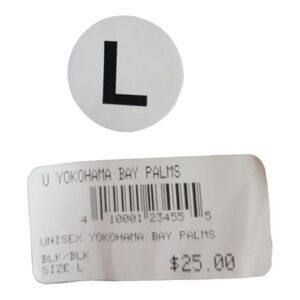 L
U YOKOHAMA BAY PALMS
4 10001 23455 5
UNISEX YOKOHAMA BAY PALMS
BLK/BLK
SIZE L $25.00